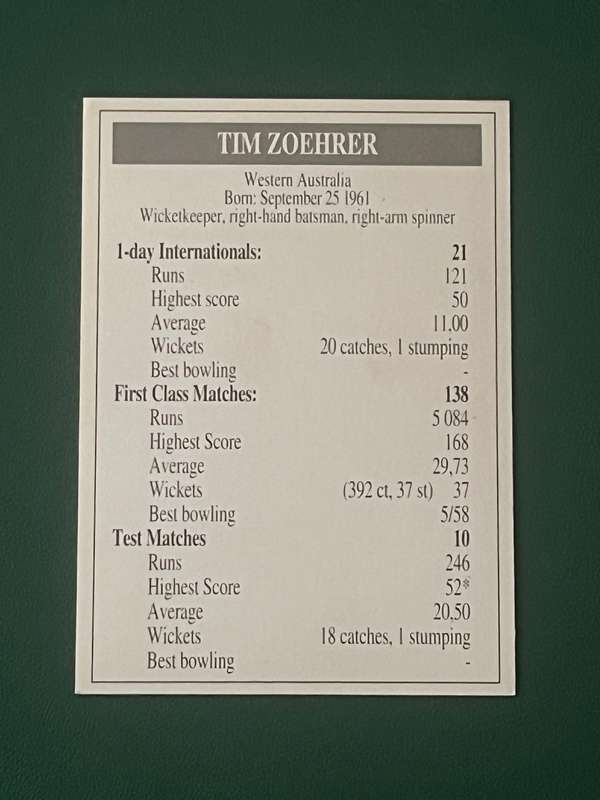 TIM ZOEHRER
Western Australia
Born: September 25 1961
Wicketkeeper, right-hand batsman, right-arm spinner
1-day Internationals: 21
Runs 121
Highest score 50
Average 11,00
Wickets 20 catches, 1 stumping
Best bowling -
First Class Matches: 138
Runs 5 084
Highest Score 168
Average 29,73
Wickets (392 ct, 37 st) 37
Best bowling 5/58
Test Matches 10
Runs 246
Highest Score 52*
Average 20,50
Wickets 18 catches, 1 stumping
Best bowling -